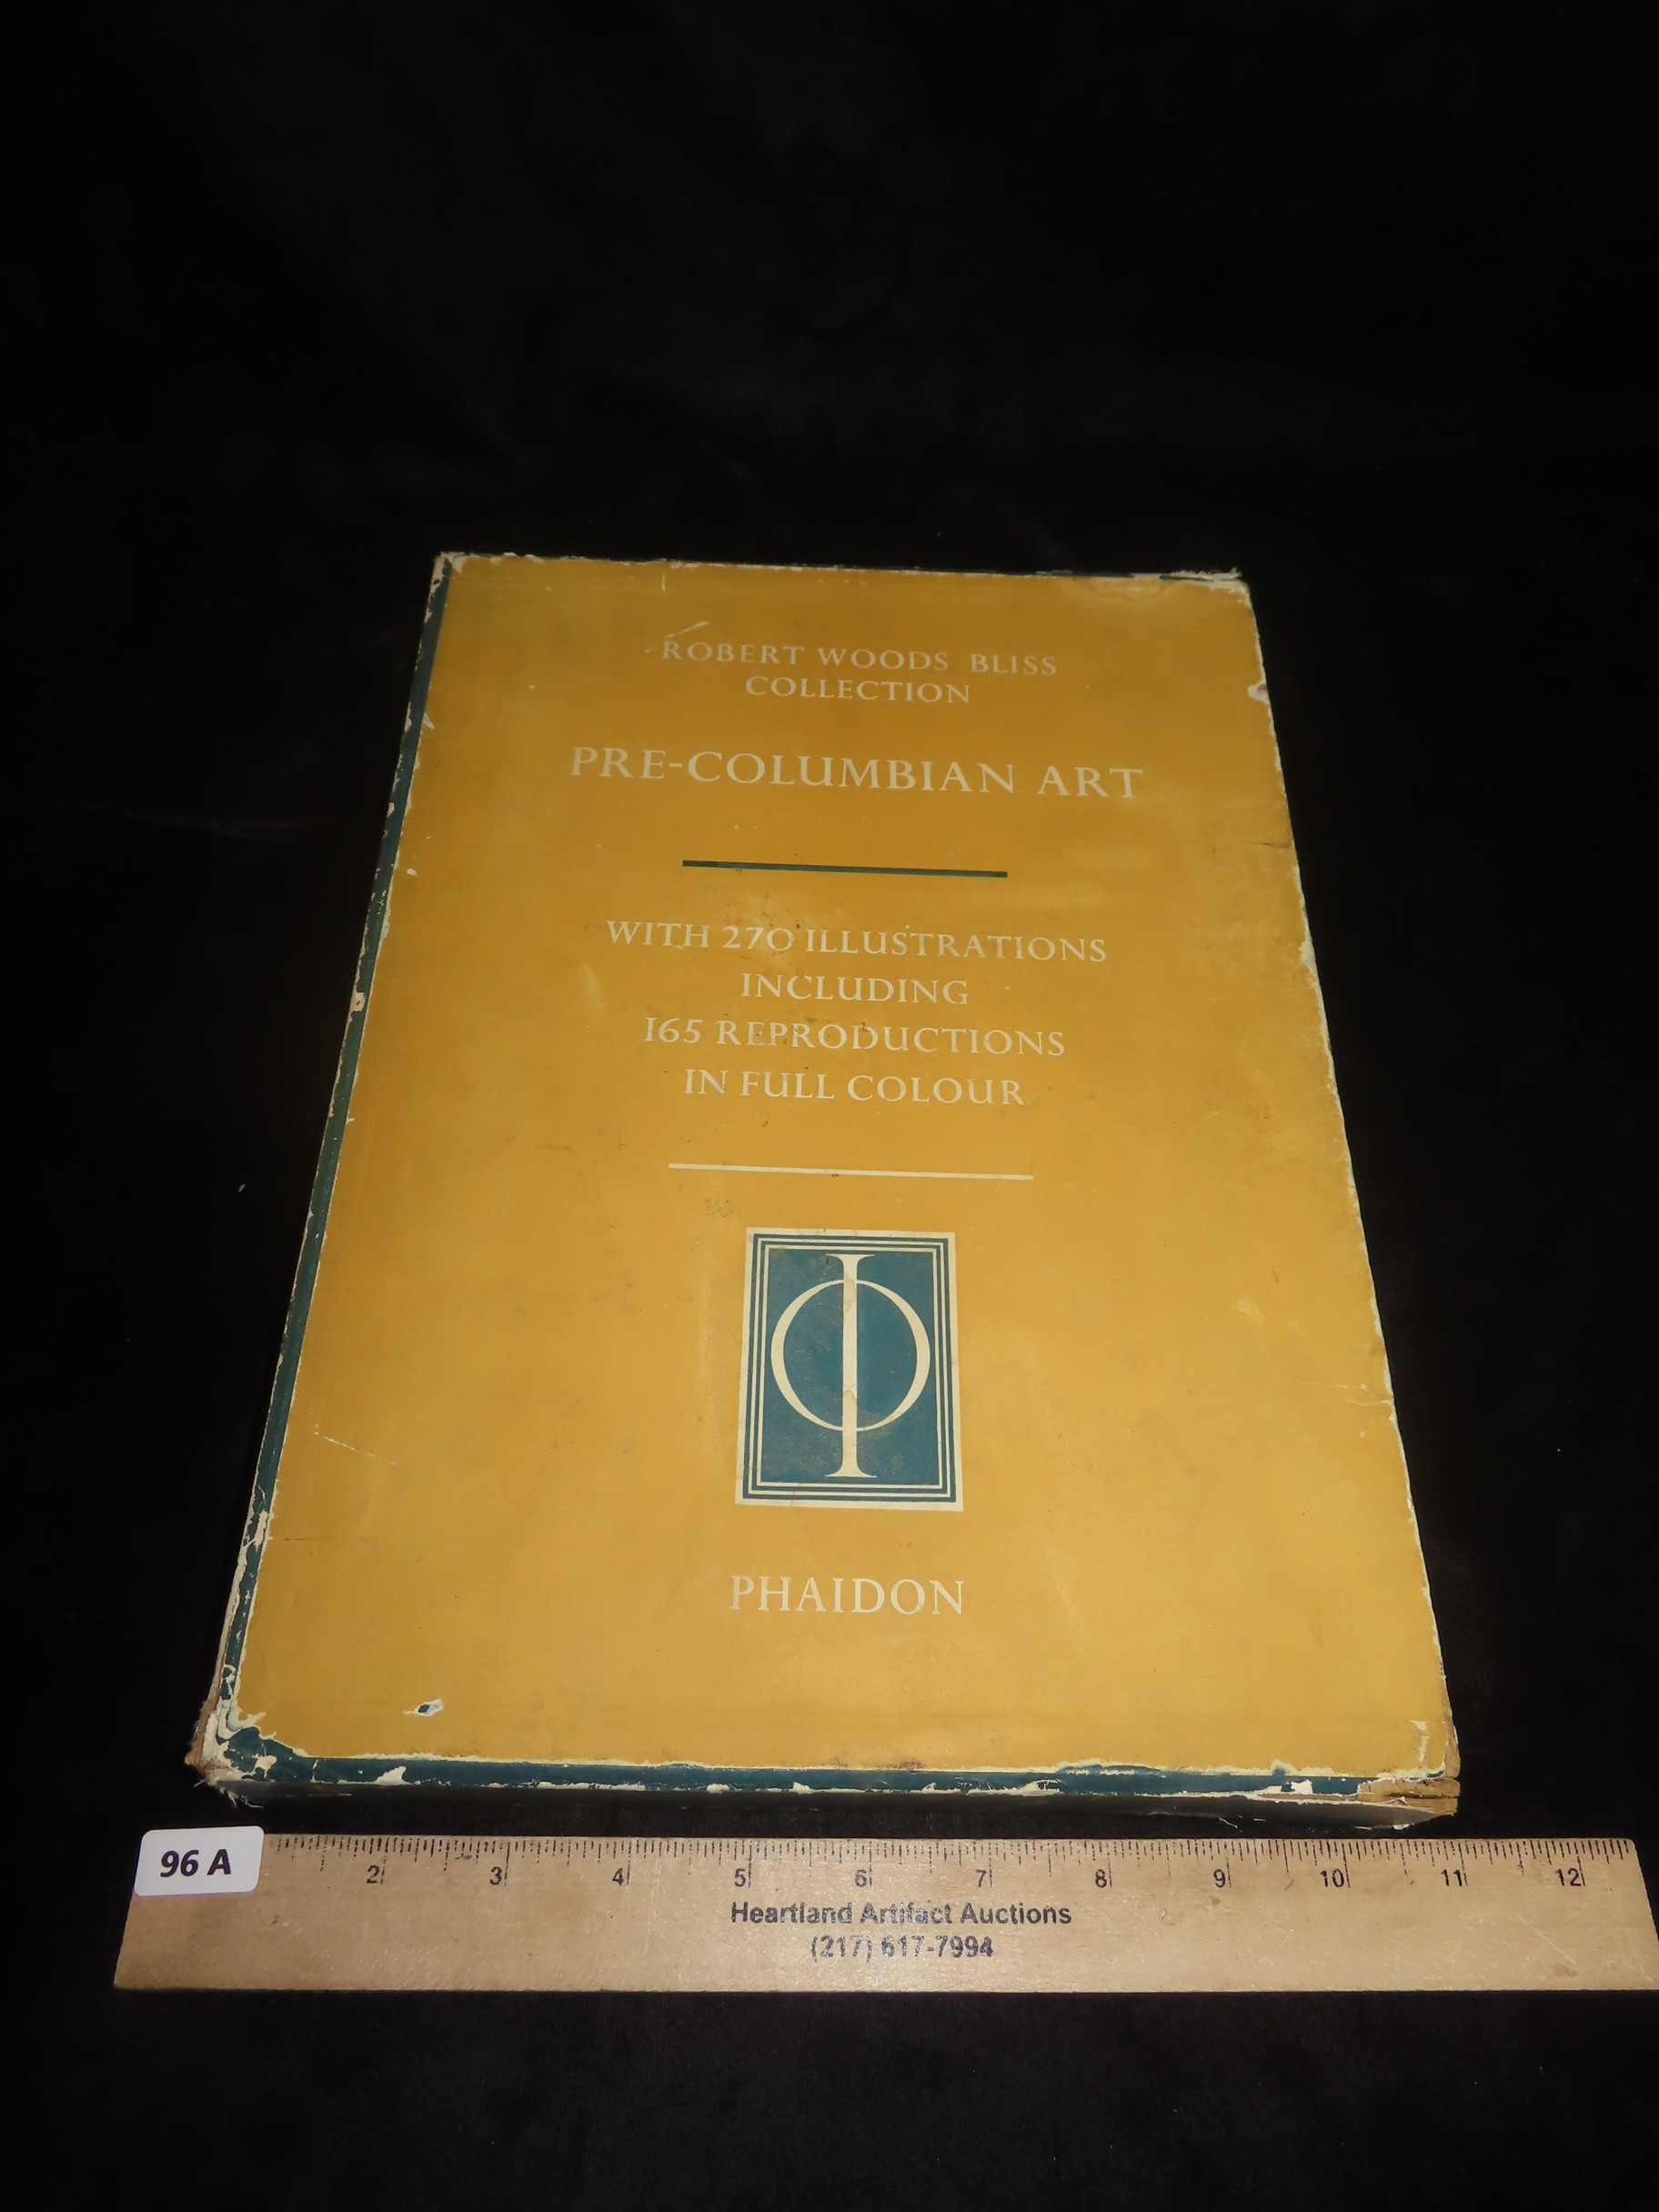 ROBERT WOODS BLISS
COLLECTION
PRE-COLUMBIAN ART
WITH 270 ILLUSTRATIONS
INCLUDING
165 REPRODUCTIONS
IN FULL COLOUR
Φ
PHAIDON
96 A
2 3 4 5 6 7 8 9 10 11 12
Heartland Artifact Auctions
(217) 617-7994